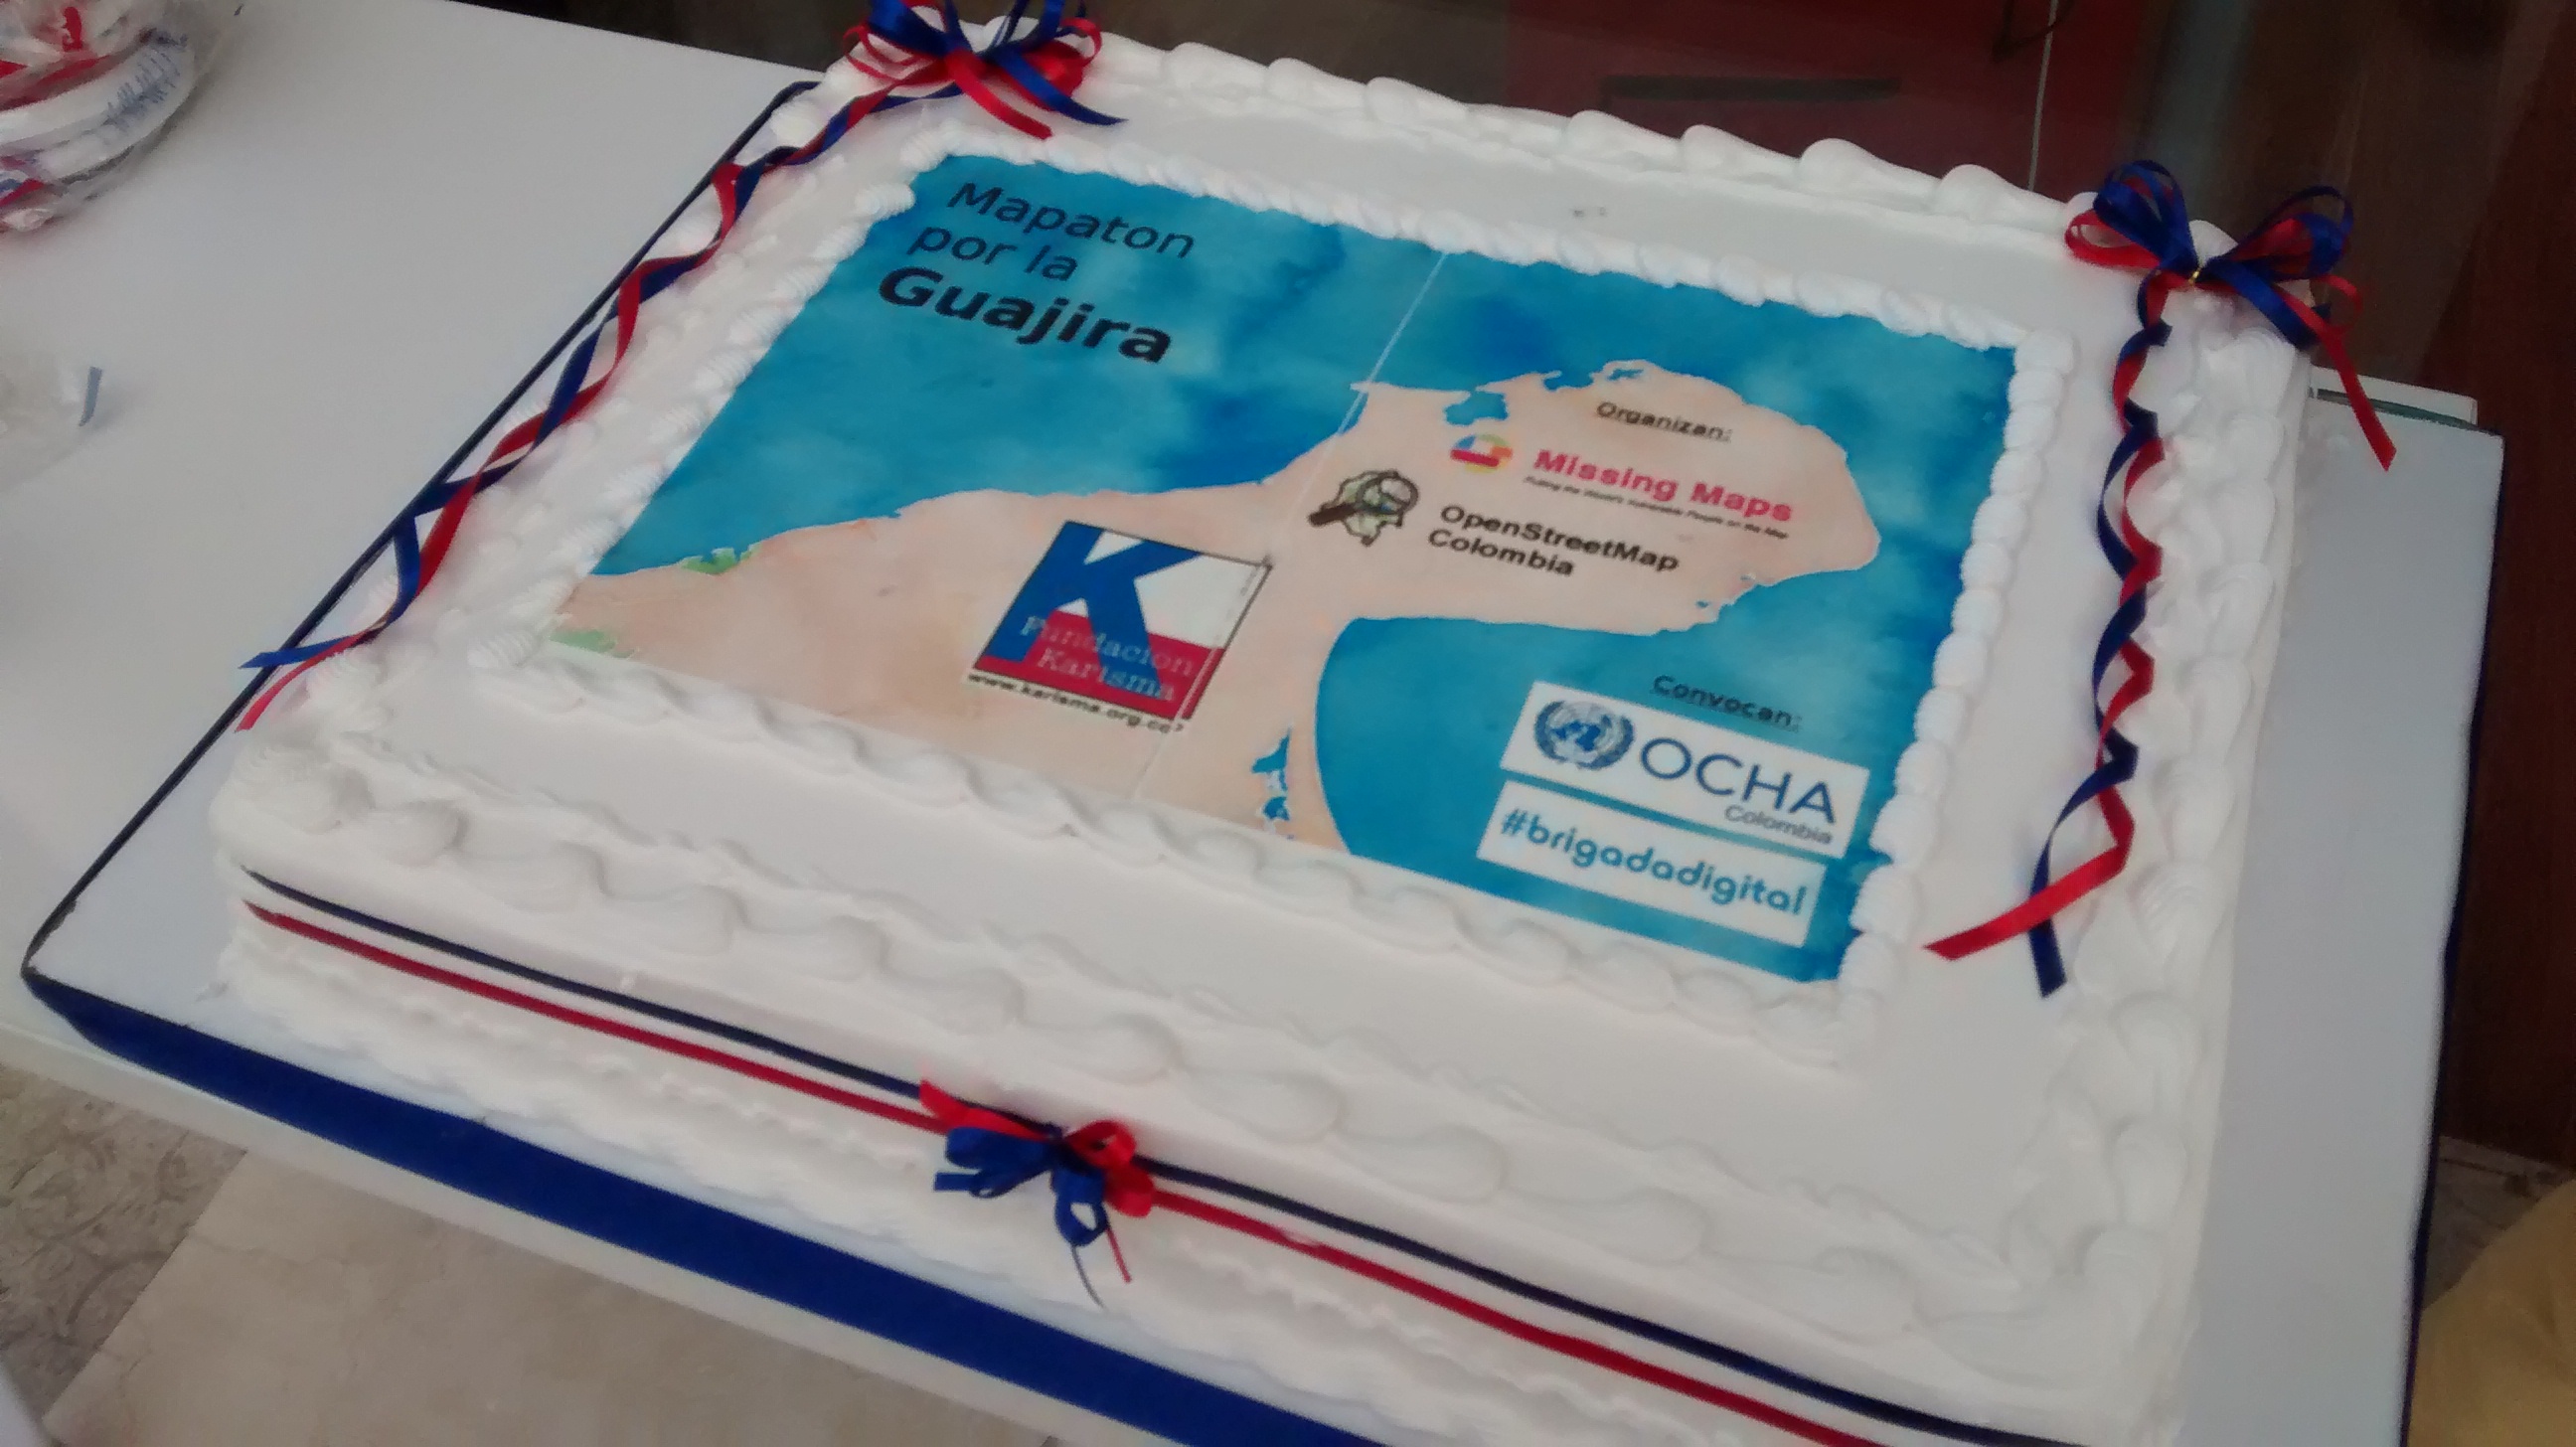 Mapaton
por la
Guajira
Organizan:
Missing Maps
Putting the World's Vulnerable People on the Map
OpenStreetMap
Colombia
Fundación
Karisma
www.karisma.org.co
Convocan:
OCHA
Colombia
#brigadadigital